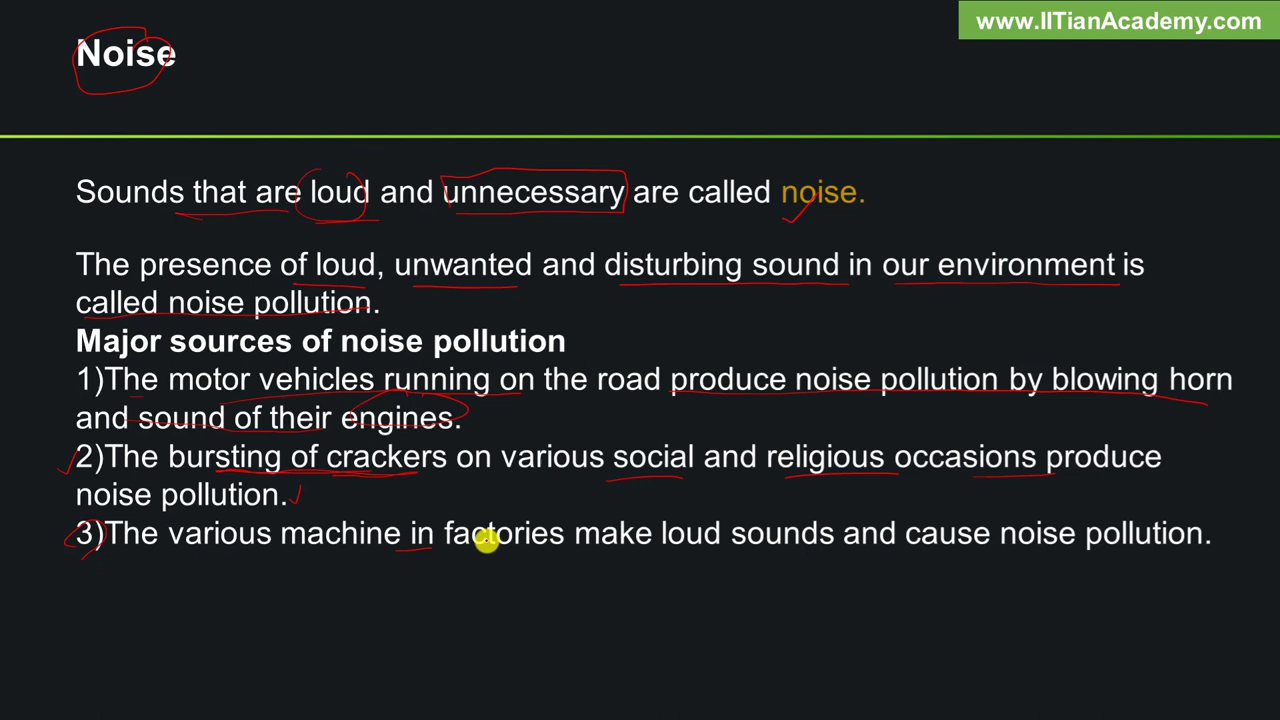 www.IITianAcademy.com
Noise
Sounds that are loud and unnecessary are called noise.
The presence of loud, unwanted and disturbing sound in our environment is
called noise pollution.
Major sources of noise pollution
1)The motor vehicles running on the road produce noise pollution by blowing horn
and sound of their engines.
2)The bursting of crackers on various social and religious occasions produce
noise pollution.
3)The various machine in factories make loud sounds and cause noise pollution.